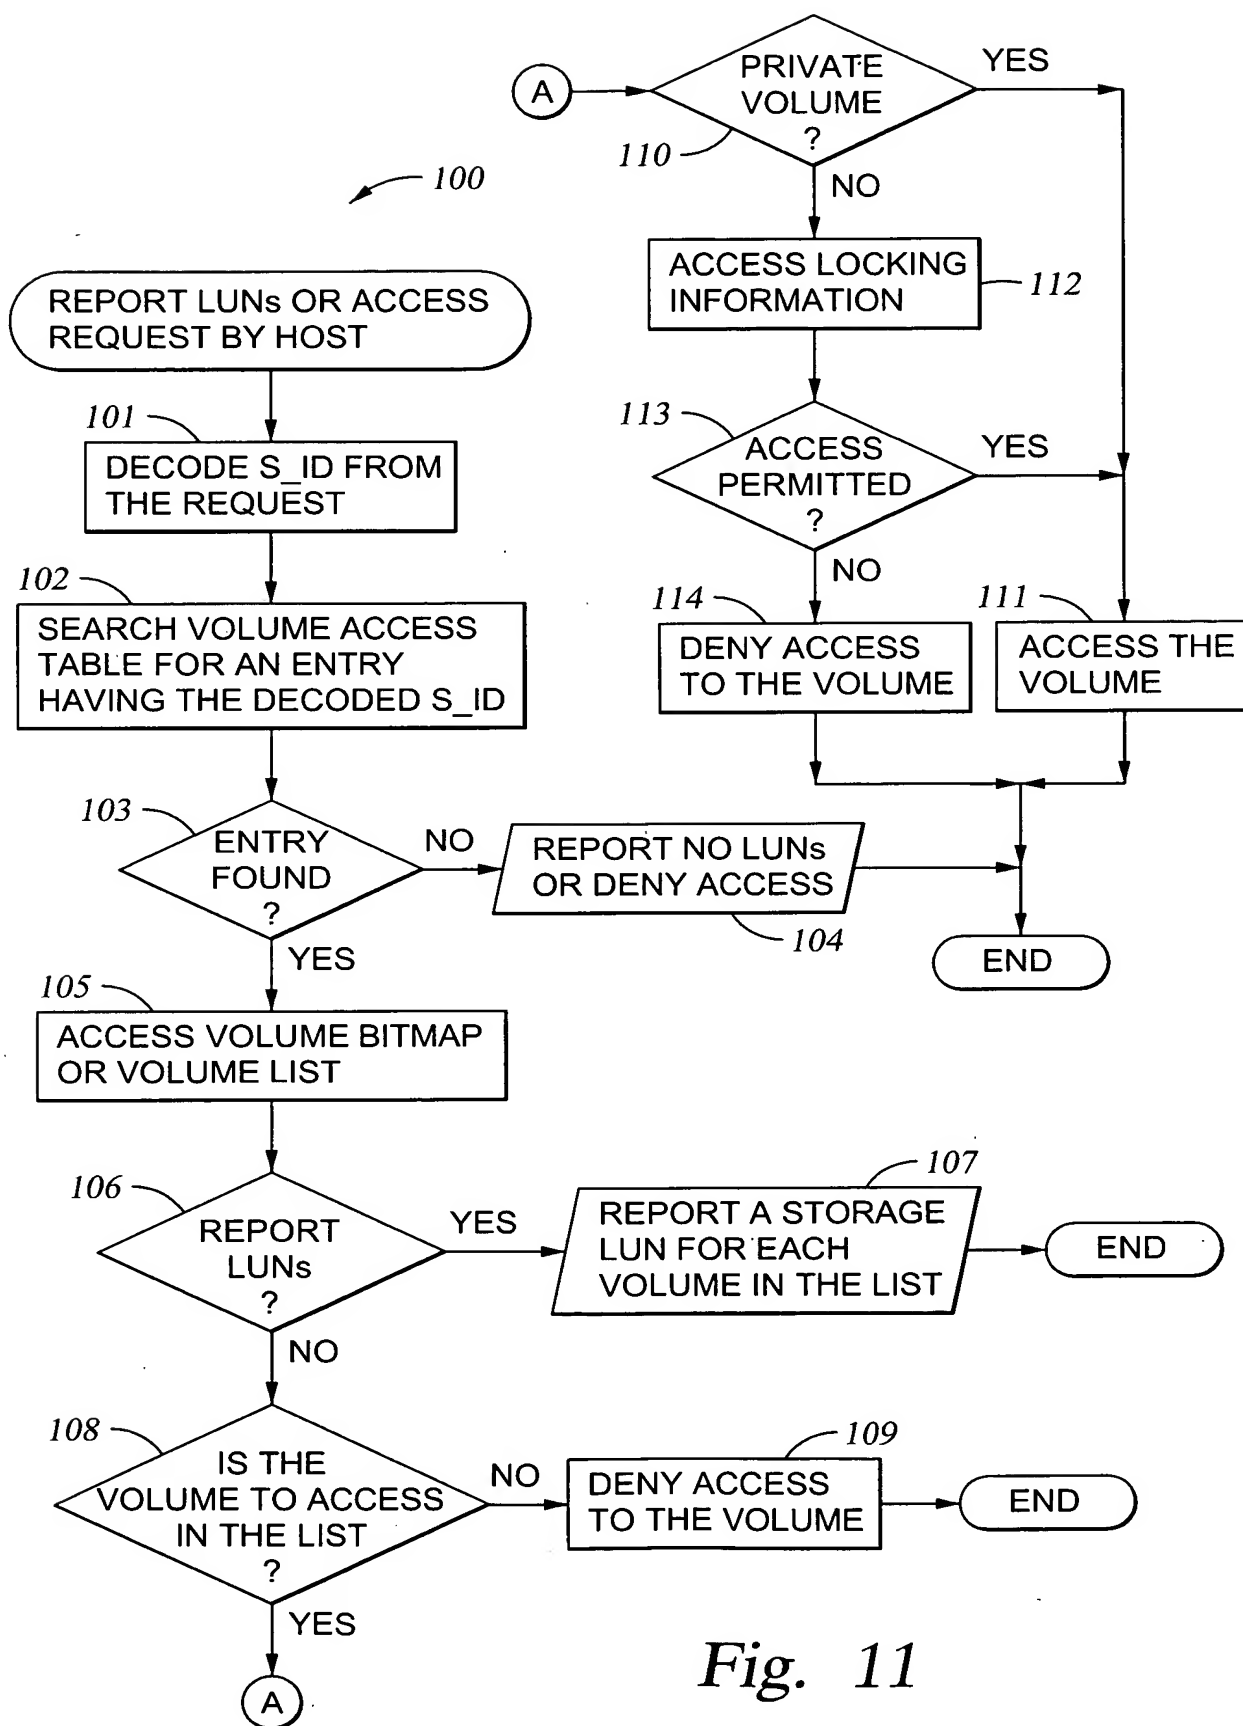 A
PRIVATE
VOLUME
?
YES
110
NO
100
ACCESS LOCKING
INFORMATION
112
REPORT LUNs OR ACCESS
REQUEST BY HOST
101
DECODE S_ID FROM
THE REQUEST
113
ACCESS
PERMITTED
?
YES
NO
102
SEARCH VOLUME ACCESS
TABLE FOR AN ENTRY
HAVING THE DECODED S_ID
114
DENY ACCESS
TO THE VOLUME
111
ACCESS THE
VOLUME
103
ENTRY
FOUND
?
NO
REPORT NO LUNs
OR DENY ACCESS
104
END
YES
105
ACCESS VOLUME BITMAP
OR VOLUME LIST
106
REPORT
LUNs
?
YES
107
REPORT A STORAGE
LUN FOR EACH
VOLUME IN THE LIST
END
NO
108
IS THE
VOLUME TO ACCESS
IN THE LIST
?
NO
109
DENY ACCESS
TO THE VOLUME
END
YES
A
Fig. 11